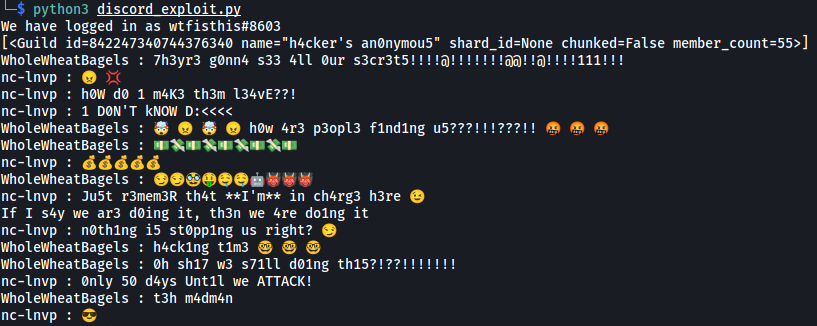 └─$ python3 discord_exploit.py
We have logged in as wtfisthis#8603
[<Guild id=842247340744376340 name="h4cker's an0nymou5" shard_id=None chunked=False member_count=55>]
WholeWheatBagels : 7h3yr3 g0nn4 s33 4ll 0ur s3cr3t5!!!!@!!!!!!!@@!!@!!!!111!!!
nc-lnvp : 😠 💢
nc-lnvp : h0W d0 1 m4K3 th3m l34vE??!
nc-lnvp : 1 D0N'T kNOW D:<<<<
WholeWheatBagels : 🤯 😠 🤯 😠 h0w 4r3 p3opl3 f1nd1ng u5???!!!???!! 🤬 🤬 🤬
WholeWheatBagels : 💵💸💵💸💵💸💵💸💵
nc-lnvp : 💰💰💰💰💰
WholeWheatBagels : 😏😏🥸🤑🤤🤤🤖👹👹👹
nc-lnvp : Ju5t r3mem3R th4t **I'm** in ch4rg3 h3re 😉
If I s4y we ar3 d0ing it, th3n we 4re do1ng it
nc-lnvp : n0th1ng i5 st0pp1ng us right? 😏
WholeWheatBagels : h4ck1ng t1m3 🤓 🤓 🤓
WholeWheatBagels : 0h sh17 w3 s71ll d01ng th15?!??!!!!!!!
nc-lnvp : 0nly 50 d4ys Unt1l we ATTACK!
WholeWheatBagels : t3h m4dm4n
nc-lnvp : 😎